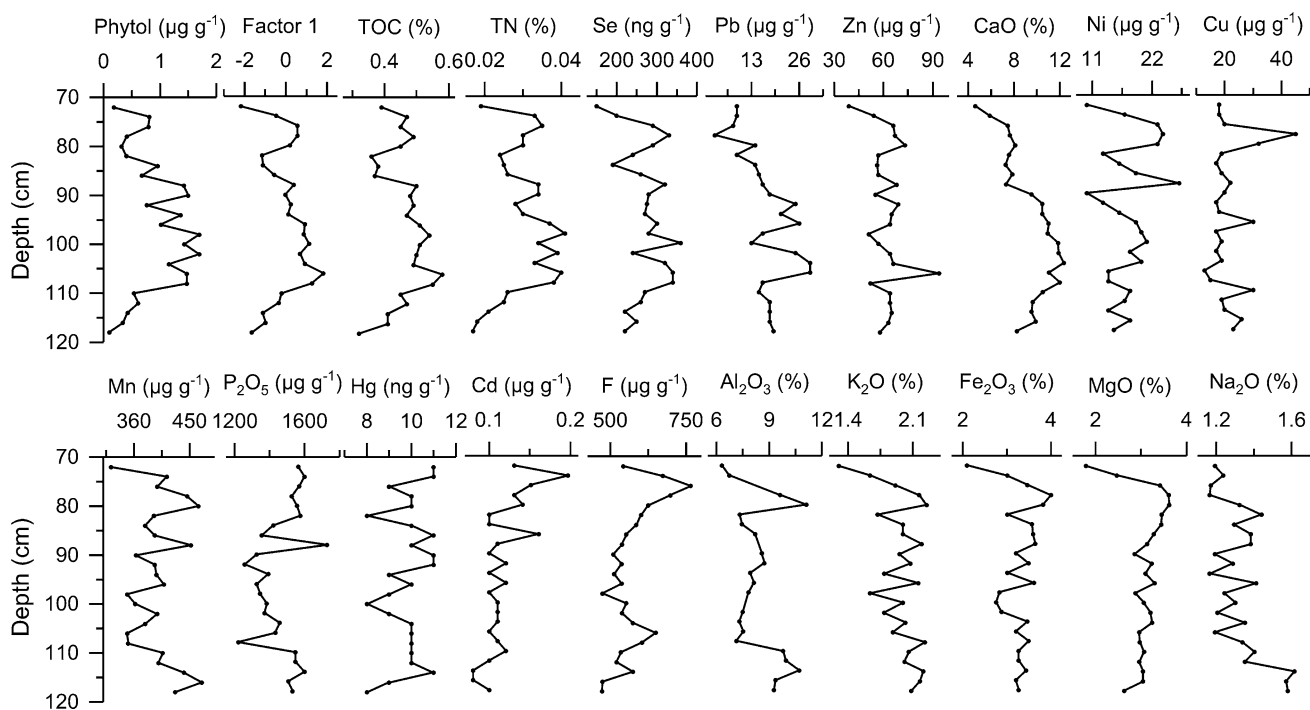 Phytol (µg g⁻¹) Factor 1 TOC (%) TN (%) Se (ng g⁻¹) Pb (µg g⁻¹) Zn (µg g⁻¹) CaO (%) Ni (µg g⁻¹) Cu (µg g⁻¹)
0 1 2 -2 0 2 0.4 0.6 0.02 0.04 200 300 400 13 26 30 60 90 4 8 12 11 22 20 40
70
80
90
100
110
120
Depth (cm)
Mn (µg g⁻¹) P₂O₅ (µg g⁻¹) Hg (ng g⁻¹) Cd (µg g⁻¹) F (µg g⁻¹) Al₂O₃ (%) K₂O (%) Fe₂O₃ (%) MgO (%) Na₂O (%)
360 450 1200 1600 8 10 12 0.1 0.2 500 750 6 9 12 1.4 2.1 2 4 2 4 1.2 1.6
70
80
90
100
110
120
Depth (cm)